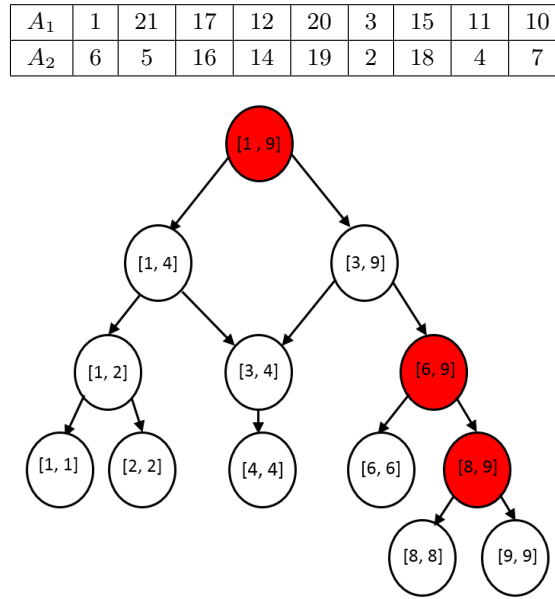 A₁ 1 21 17 12 20 3 15 11 10
A₂ 6 5 16 14 19 2 18 4 7
[1 , 9]
[1, 4] [3, 9]
[1, 2] [3, 4] [6, 9]
[1, 1] [2, 2] [4, 4] [6, 6] [8, 9]
[8, 8] [9, 9]